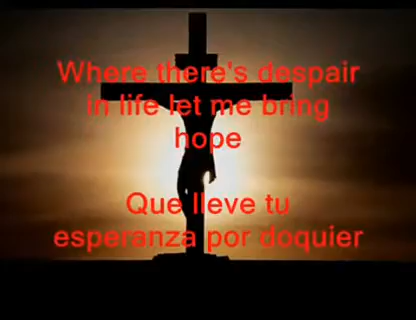 Where there's despair
in life let me bring
hope
Que lleve tu
esperanza por doquier